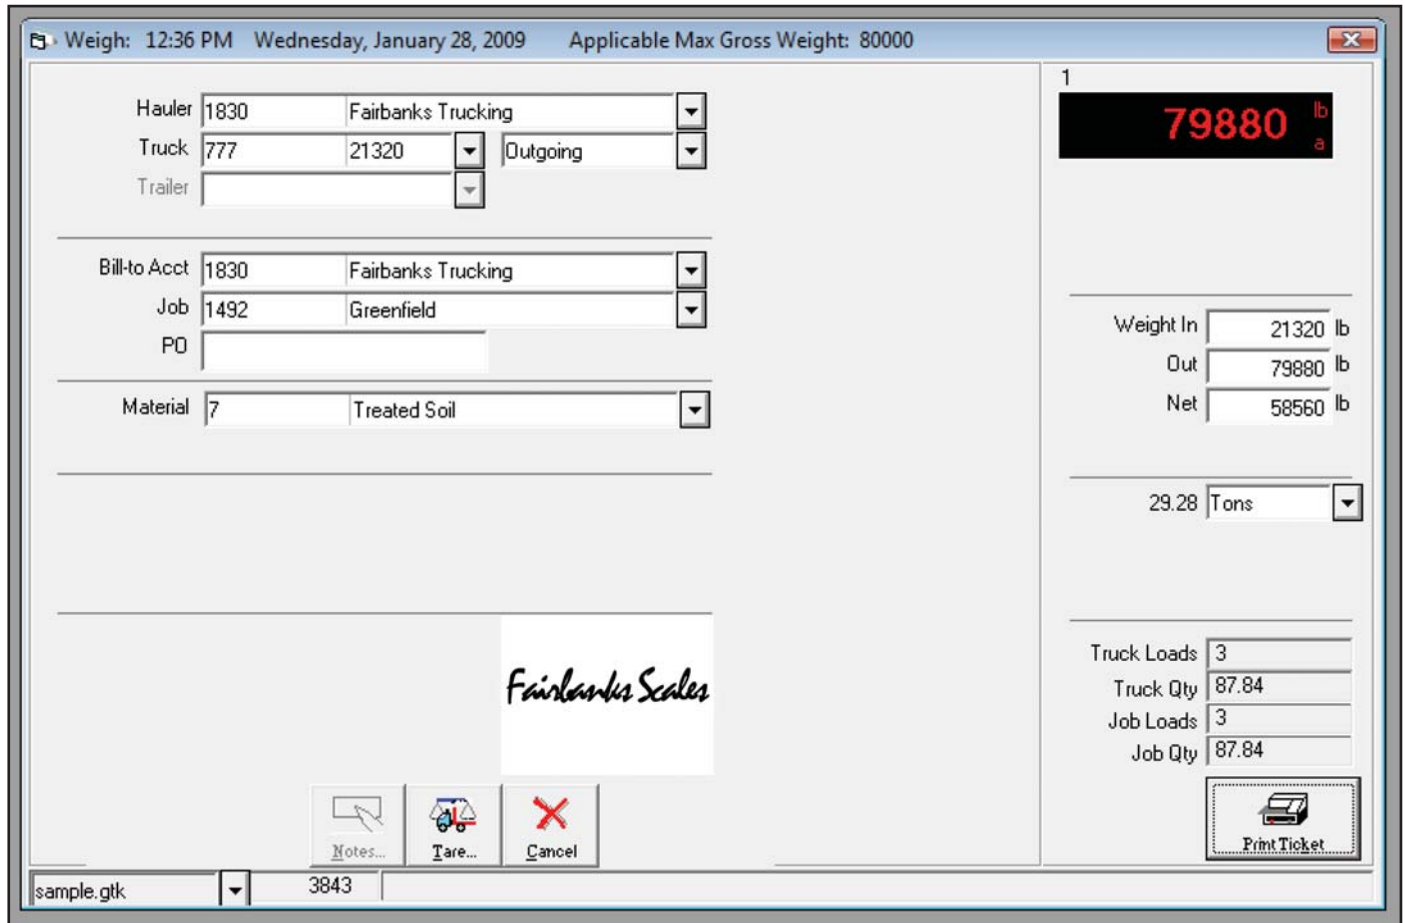 Weigh: 12:36 PM Wednesday, January 28, 2009 Applicable Max Gross Weight: 80000
Hauler 1830 Fairbanks Trucking
Truck 777 21320 Outgoing
Trailer
Bill-to Acct 1830 Fairbanks Trucking
Job 1492 Greenfield
PO
Material 7 Treated Soil
Fairbanks Scales
Notes... Tare... Cancel
1
79880 lb
a
Weight In 21320 lb
Out 79880 lb
Net 58560 lb
29.28 Tons
Truck Loads 3
Truck Qty 87.84
Job Loads 3
Job Qty 87.84
Print Ticket
sample.gtk 3843